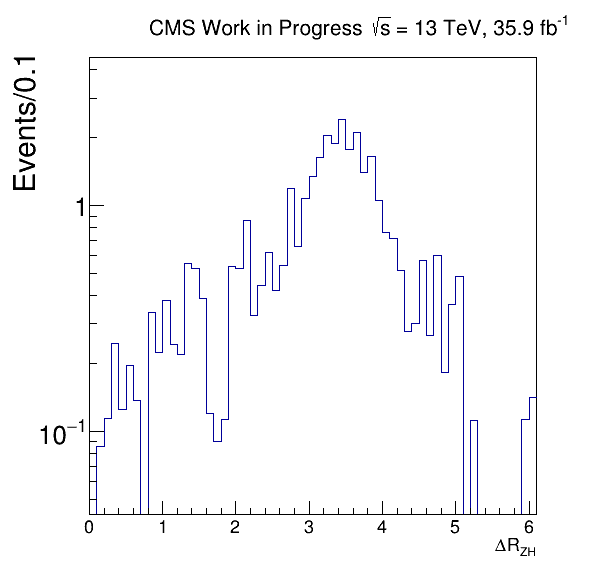 CMS Work in Progress √s = 13 TeV, 35.9 fb⁻¹
Events/0.1
1
10⁻¹
0 1 2 3 4 5 6
ΔR_ZH